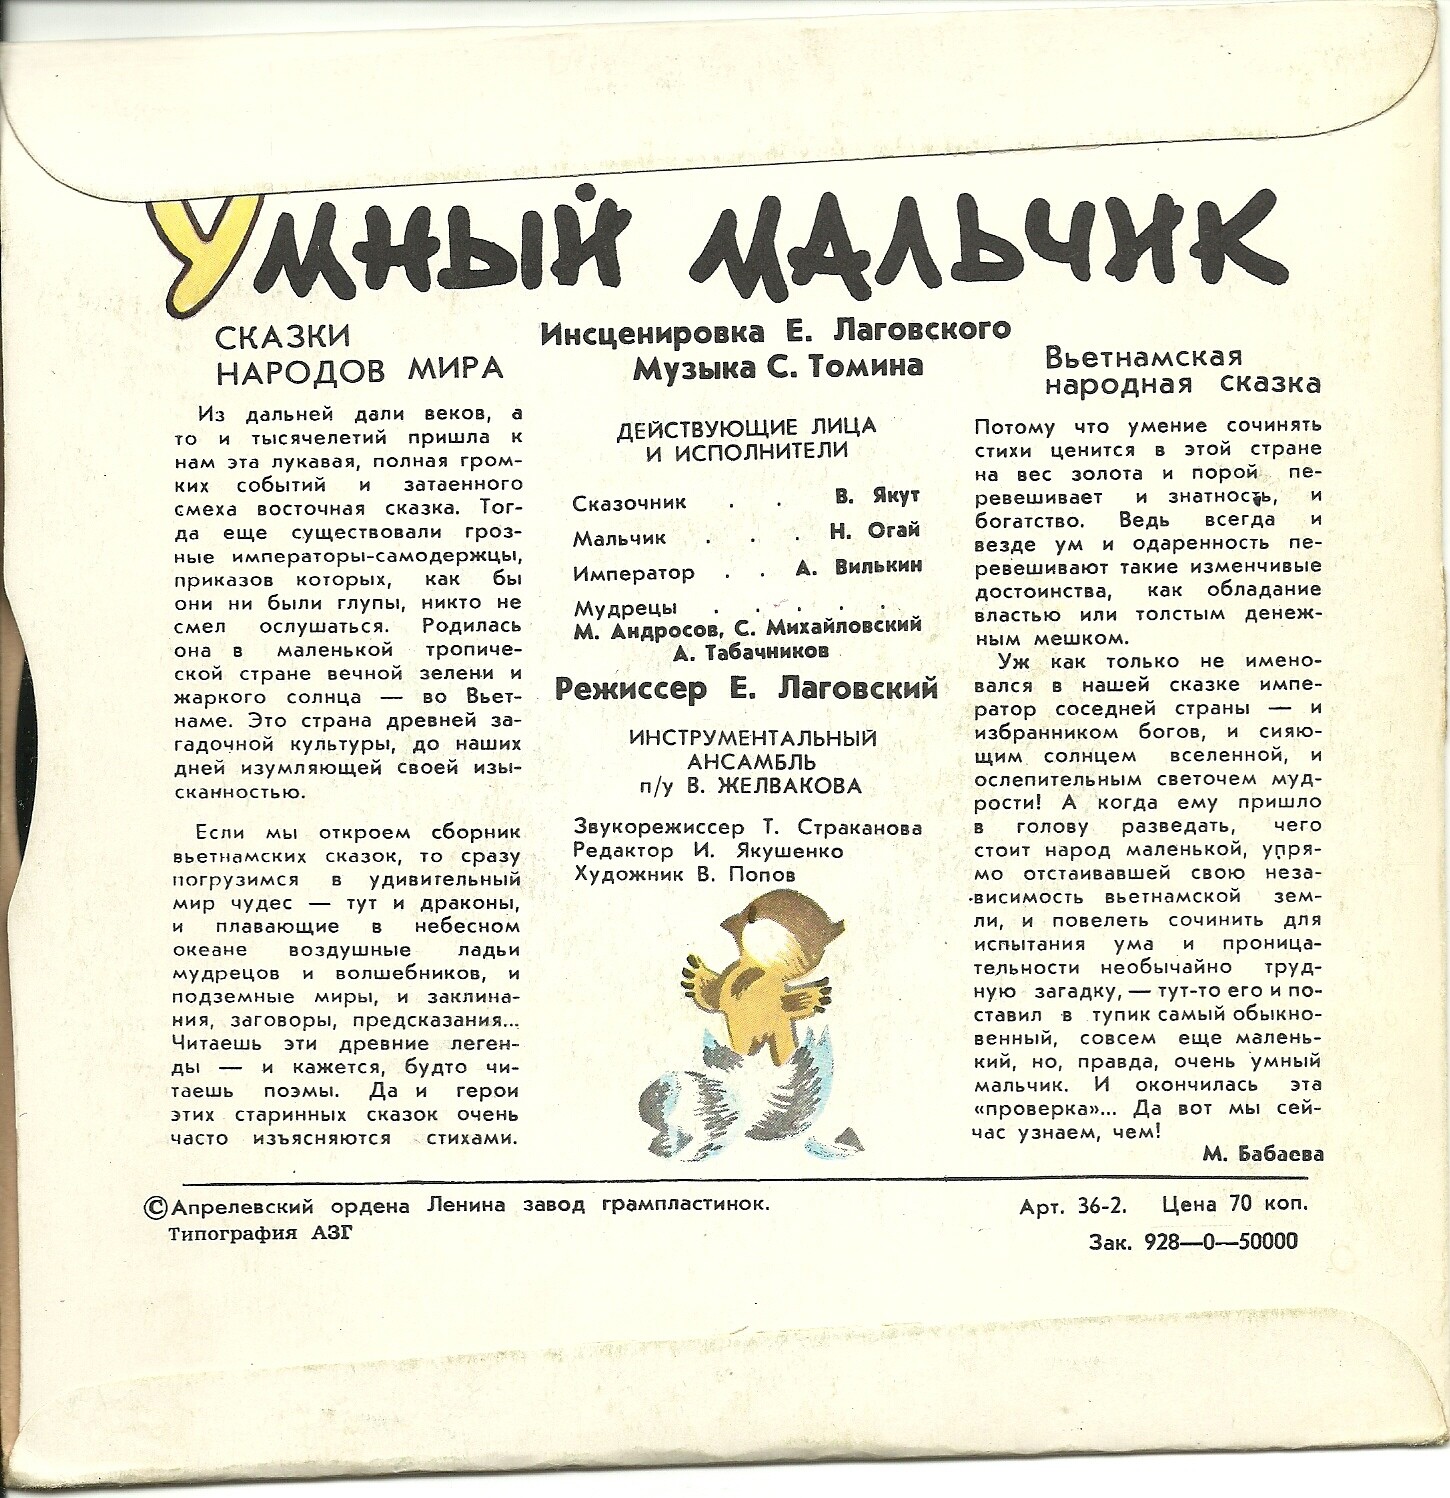 Умный мальчик
СКАЗКИ
НАРОДОВ МИРА
Из дальней дали веков, а
то и тысячелетий пришла к
нам эта лукавая, полная гром-
ких событий и затаенного
смеха восточная сказка. Тог-
да еще существовали гроз-
ные императоры-самодержцы,
приказов которых, как бы
они ни были глупы, никто не
смел ослушаться. Родилась
она в маленькой тропиче-
ской стране вечной зелени и
жаркого солнца — во Вьет-
наме. Это страна древней за-
гадочной культуры, до наших
дней изумляющей своей изы-
сканностью.
Если мы откроем сборник
вьетнамских сказок, то сразу
погрузимся в удивительный
мир чудес — тут и драконы,
и плавающие в небесном
океане воздушные ладьи
мудрецов и волшебников, и
подземные миры, и заклина-
ния, заговоры, предсказания...
Читаешь эти древние леген-
ды — и кажется, будто чи-
таешь поэмы. Да и герои
этих старинных сказок очень
часто изъясняются стихами.
Инсценировка Е. Лаговского
Музыка С. Томина
ДЕЙСТВУЮЩИЕ ЛИЦА
И ИСПОЛНИТЕЛИ
Сказочник . . В. Якут
Мальчик . . . Н. Огай
Император . . А. Вилькин
Мудрецы . . . . .
М. Андросов, С. Михайловский
А. Табачников
Режиссер Е. Лаговский
ИНСТРУМЕНТАЛЬНЫЙ
АНСАМБЛЬ
п/у В. ЖЕЛВАКОВА
Звукорежиссер Т. Страканова
Редактор И. Якушенко
Художник В. Попов
Вьетнамская
народная сказка
Потому что умение сочинять
стихи ценится в этой стране
на вес золота и порой пе-
ревешивает и знатность, и
богатство. Ведь всегда и
везде ум и одаренность пе-
ревешивают такие изменчивые
достоинства, как обладание
властью или толстым денеж-
ным мешком.
Уж как только не имено-
вался в нашей сказке импе-
ратор соседней страны — и
избранником богов, и сияю-
щим солнцем вселенной, и
ослепительным светочем муд-
рости! А когда ему пришло
в голову разведать, чего
стоит народ маленькой, упря-
мо отстаивавшей свою неза-
висимость вьетнамской зем-
ли, и повелеть сочинить для
испытания ума и проница-
тельности необычайно труд-
ную загадку, — тут-то его и по-
ставил в тупик самый обыкно-
венный, совсем еще малень-
кий, но, правда, очень умный
мальчик. И окончилась эта
«проверка»... Да вот мы сей-
час узнаем, чем!
М. Бабаева
© Апрелевский ордена Ленина завод грампластинок.
Типография АЗГ
Арт. 36-2. Цена 70 коп.
Зак. 928—0—50000